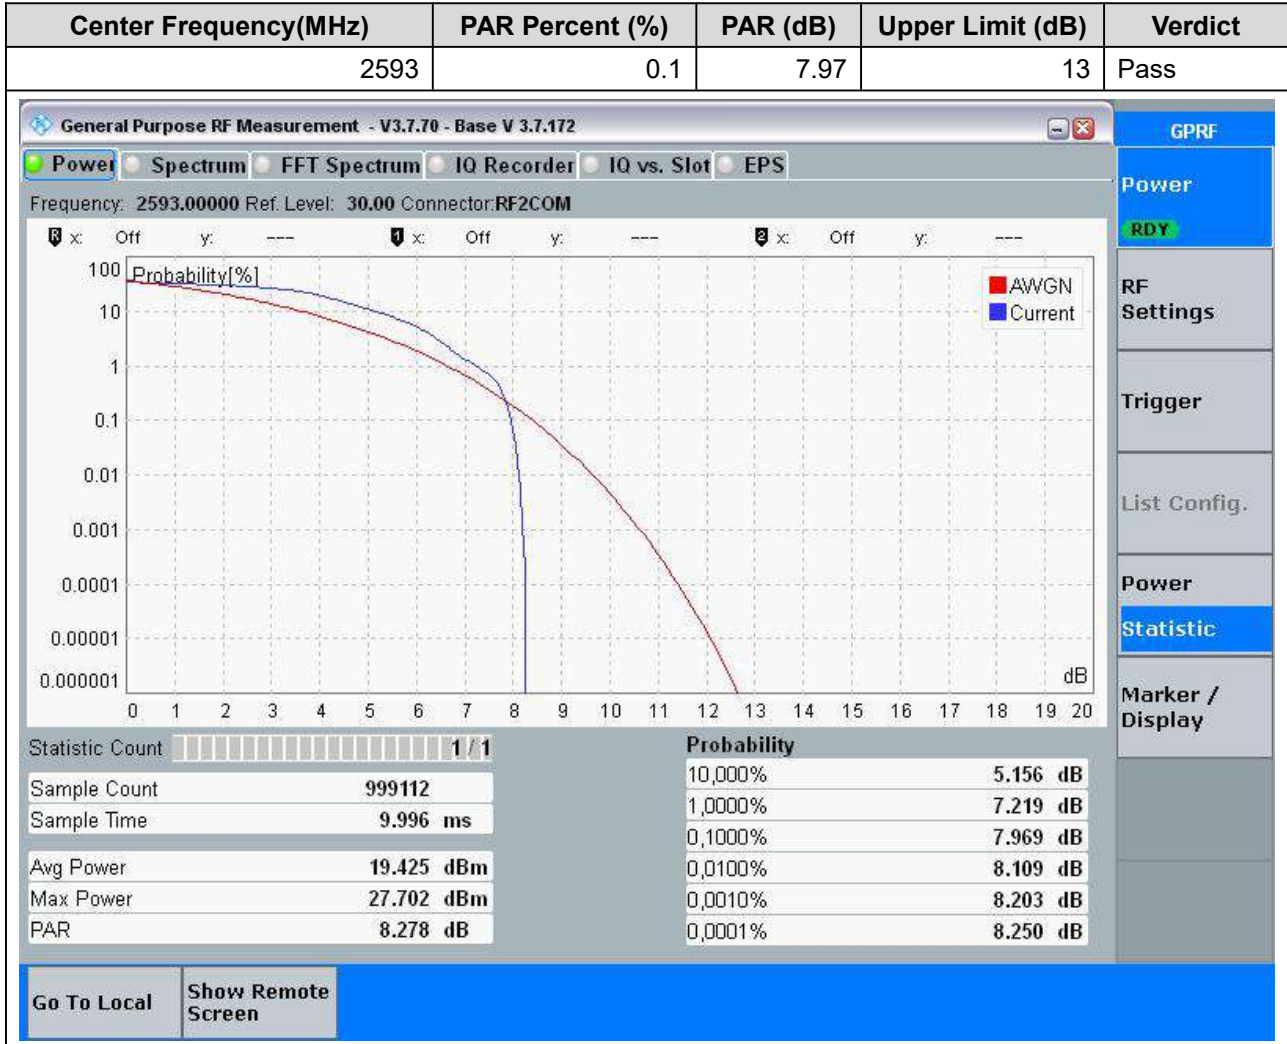 Center Frequency(MHz) PAR Percent (%) PAR (dB) Upper Limit (dB) Verdict
2593 0.1 7.97 13 Pass
General Purpose RF Measurement - V3.7.70 - Base V 3.7.172
GPRF
Power Spectrum FFT Spectrum IQ Recorder IQ vs. Slot EPS
Power
RDY
Frequency: 2593.00000 Ref. Level: 30.00 Connector:RF2COM
R x: Off y: --- 1 x: Off y: --- 2 x: Off y: ---
Probability[%]
AWGN
Current
100
10
1
0.1
0.01
0.001
0.0001
0.00001
0.000001
dB
0 1 2 3 4 5 6 7 8 9 10 11 12 13 14 15 16 17 18 19 20
RF
Settings
Trigger
List Config.
Power
Statistic
Marker /
Display
Statistic Count 1 / 1
Sample Count 999112
Sample Time 9.996 ms
Avg Power 19.425 dBm
Max Power 27.702 dBm
PAR 8.278 dB
Probability
10,000% 5.156 dB
1,0000% 7.219 dB
0,1000% 7.969 dB
0,0100% 8.109 dB
0,0010% 8.203 dB
0,0001% 8.250 dB
Go To Local
Show Remote
Screen